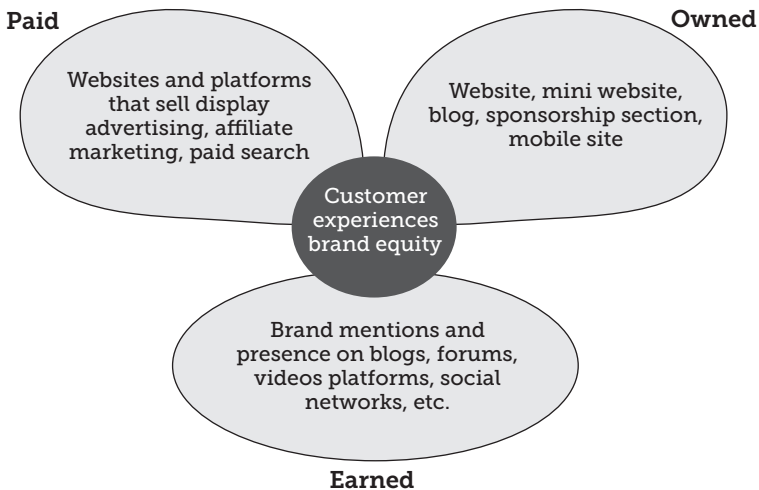 Paid
Websites and platforms
that sell display
advertising, affiliate
marketing, paid search
Owned
Website, mini website,
blog, sponsorship section,
mobile site
Customer
experiences
brand equity
Brand mentions and
presence on blogs, forums,
videos platforms, social
networks, etc.
Earned